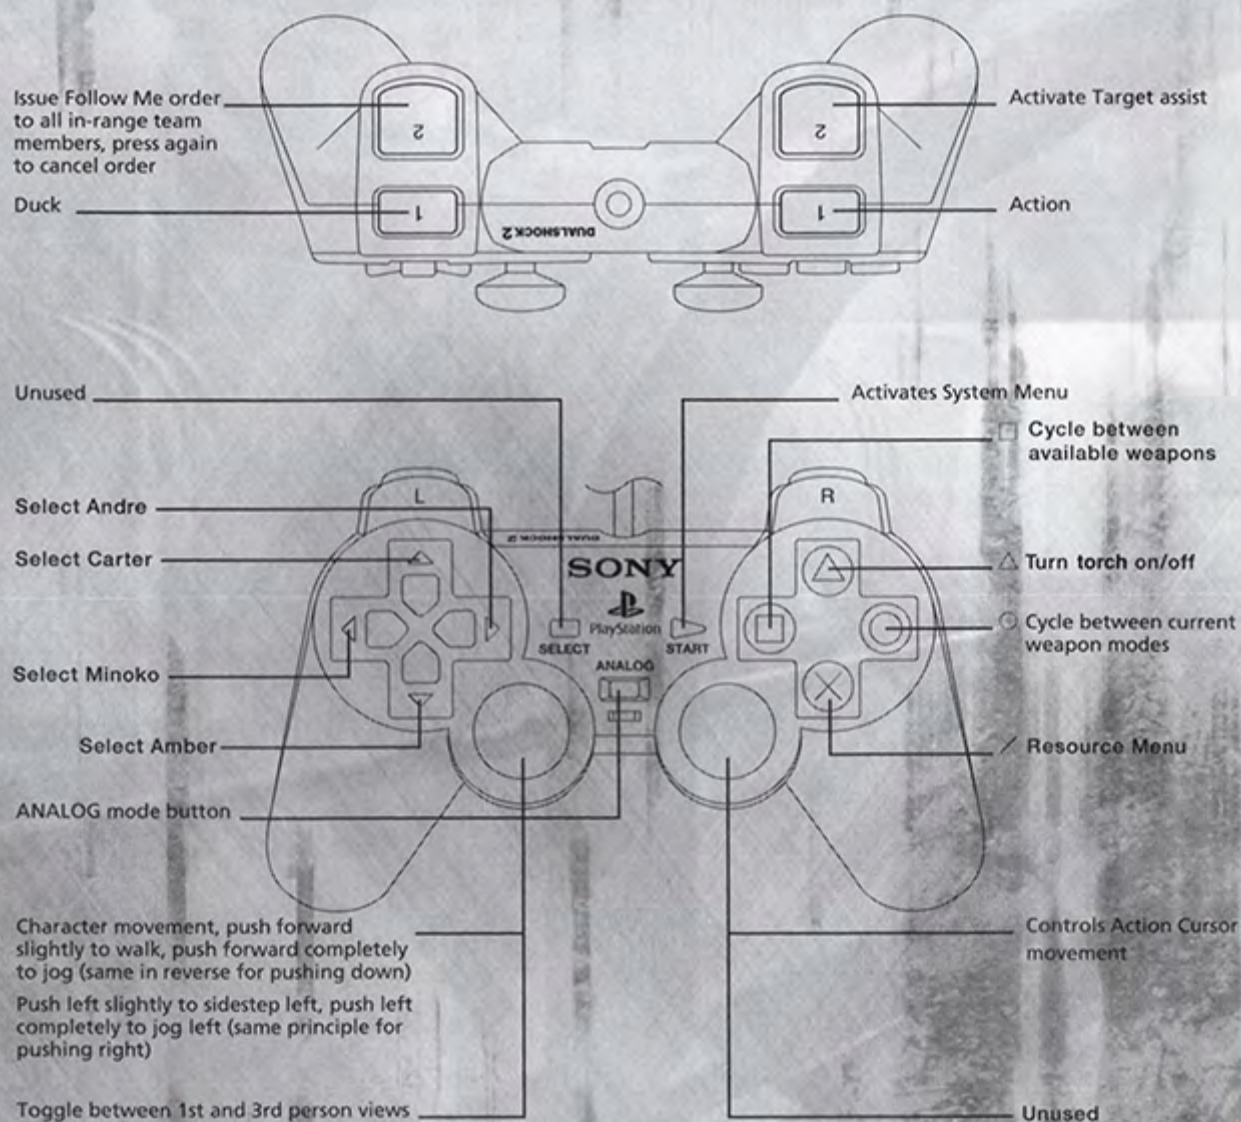 Issue Follow Me order
to all in-range team
members, press again
to cancel order
Activate Target assist
2
2
Duck
Action
1
1
DUALSHOCK 2
Unused
Activates System Menu
Cycle between
available weapons
L
R
Select Andre
DUALSHOCK 2
Select Carter
SONY
Turn torch on/off
PlayStation
SELECT
START
Cycle between current
weapon modes
ANALOG
Select Minoko
Select Amber
Resource Menu
ANALOG mode button
Character movement, push forward
slightly to walk, push forward completely
to jog (same in reverse for pushing down)
Controls Action Cursor
movement
Push left slightly to sidestep left, push left
completely to jog left (same principle for
pushing right)
Toggle between 1st and 3rd person views
Unused